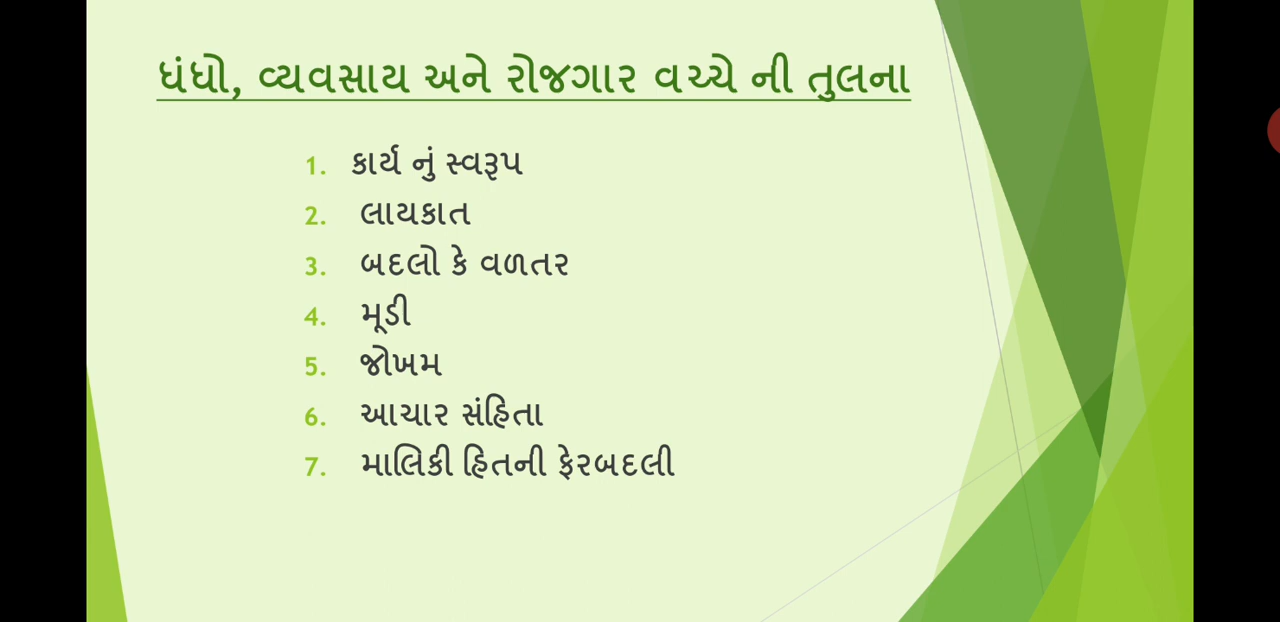 ધંધો, વ્યવસાય અને રોજગાર વચ્ચે ની તુલના
1. કાર્ય નું સ્વરૂપ
2. લાયકાત
3. બદલો કે વળતર
4. મૂડી
5. જોખમ
6. આચાર સંહિતા
7. માલિકી હિતની ફેરબદલી